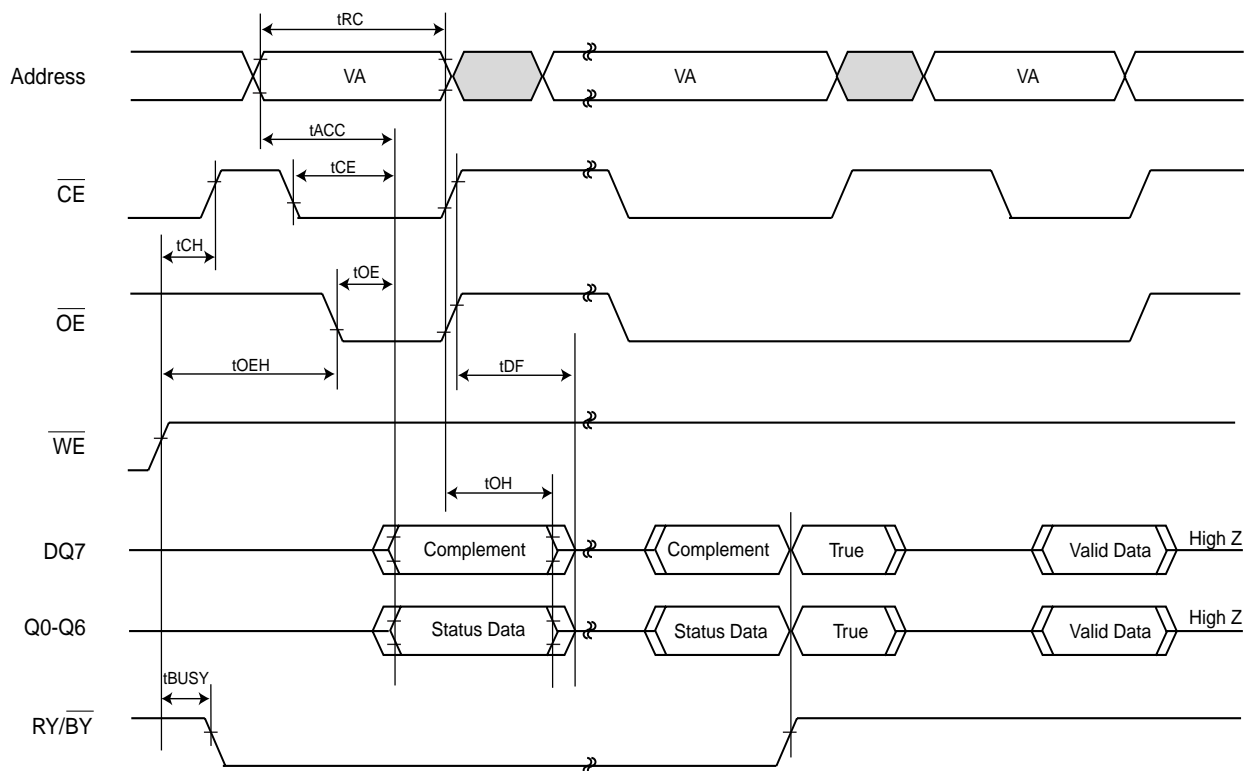 tRC
Address VA VA VA
tACC
tCE
CE
tCH
tOE
OE
tOEH
tDF
WE
tOH
DQ7 Complement Complement True Valid Data High Z
Q0-Q6 Status Data Status Data True Valid Data High Z
tBUSY
RY/BY